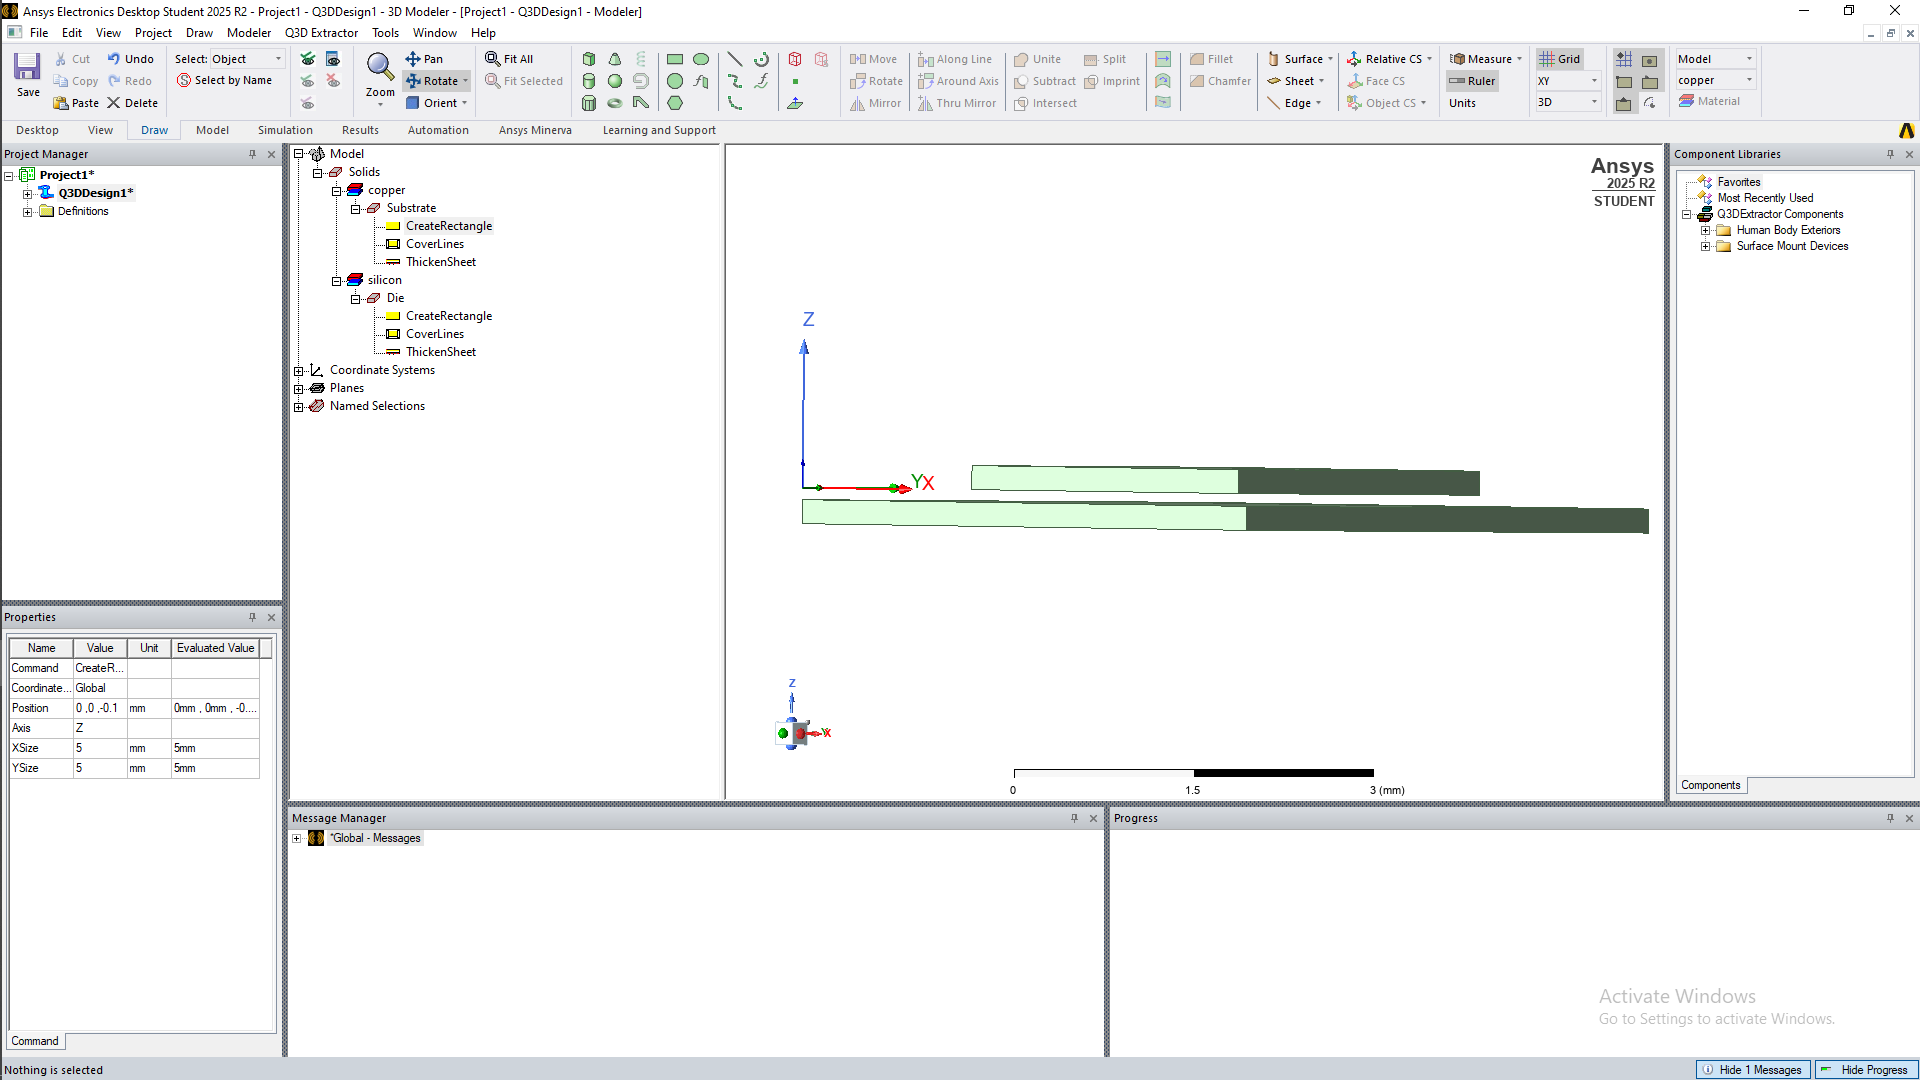 Ansys Electronics Desktop Student 2025 R2 - Project1 - Q3DDesign1 - 3D Modeler - [Project1 - Q3DDesign1 - Modeler]
File Edit View Project Draw Modeler Q3D Extractor Tools Window Help
Save
Cut Undo
Copy Redo
Paste Delete
Select: Object
Select by Name
Zoom
Pan
Rotate
Orient
Fit All
Fit Selected
Move
Rotate
Mirror
Along Line
Around Axis
Thru Mirror
Unite
Subtract
Intersect
Split
Imprint
Fillet
Chamfer
Surface
Sheet
Edge
Relative CS
Face CS
Object CS
Measure
Ruler
Units
Grid
XY
3D
Model
copper
Material
Desktop View Draw Model Simulation Results Automation Ansys Minerva Learning and Support
Project Manager
Project1*
Q3DDesign1*
Definitions
Model
Solids
copper
Substrate
CreateRectangle
CoverLines
ThickenSheet
silicon
Die
CreateRectangle
CoverLines
ThickenSheet
Coordinate Systems
Planes
Named Selections
Ansys
2025 R2
STUDENT
Z
YX
Z
X
0 1.5 3 (mm)
Component Libraries
Favorites
Most Recently Used
Q3DExtractor Components
Human Body Exteriors
Surface Mount Devices
Components
Properties
Name Value Unit Evaluated Value
Command CreateR...
Coordinate... Global
Position 0 ,0 ,-0.1 mm 0mm , 0mm , -0....
Axis Z
XSize 5 mm 5mm
YSize 5 mm 5mm
Command
Message Manager
*Global - Messages
Progress
Activate Windows
Go to Settings to activate Windows.
Nothing is selected
Hide 1 Messages Hide Progress